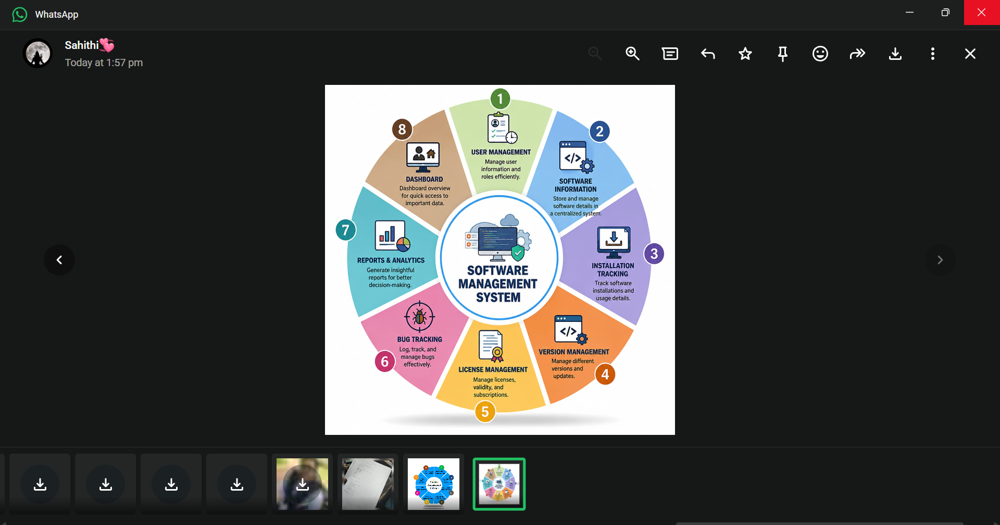 WhatsApp
Sahithi💞
Today at 1:57 pm
1
USER MANAGEMENT
Manage user
information and
roles efficiently.
2
</>
SOFTWARE
INFORMATION
Store and manage
software details in
a centralized system.
3
INSTALLATION
TRACKING
Track software
installations and
usage details.
4
</>
VERSION MANAGEMENT
Manage different
versions and
updates.
5
LICENSE MANAGEMENT
Manage licenses,
validity, and
subscriptions.
6
BUG TRACKING
Log, track, and
manage bugs
effectively.
7
REPORTS & ANALYTICS
Generate insightful
reports for better
decision-making.
8
DASHBOARD
Dashboard overview
for quick access to
important data.
SOFTWARE
MANAGEMENT
SYSTEM